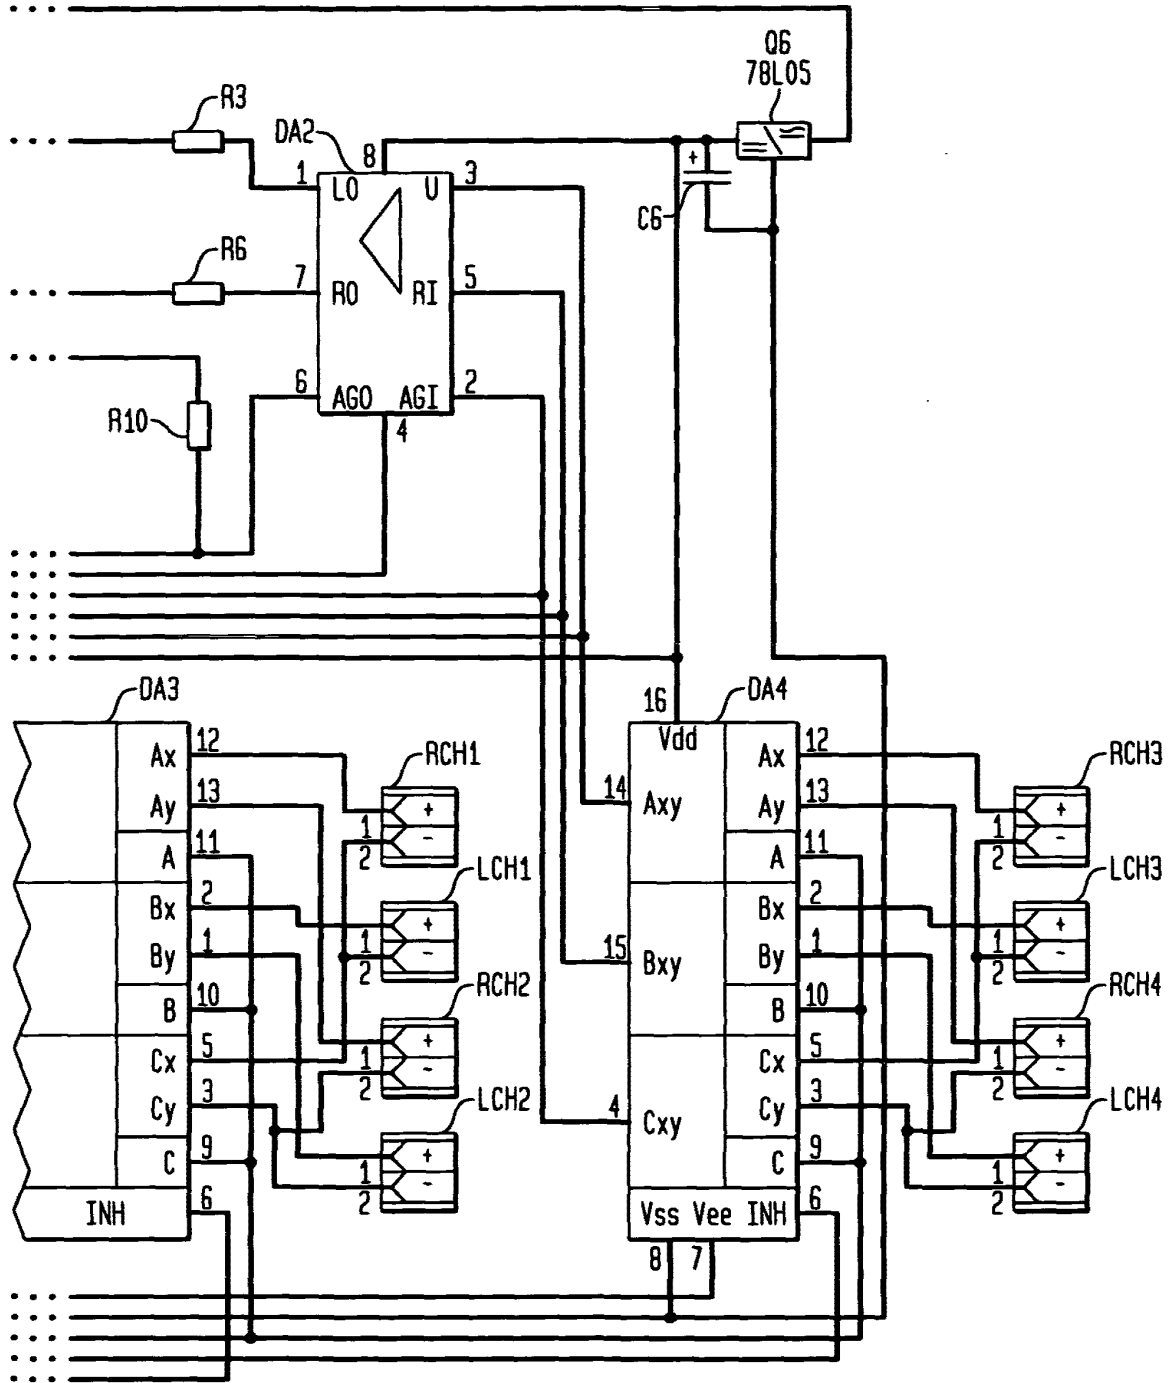 Q6
78L05
R3
DA2
8
1
LO
U
3
+
C6
R6
7
RO
RI
5
6
AGO
AGI
2
R10
4
DA3
16
DA4
Vdd
Ax
12
RCH1
Ax
12
RCH3
Ay
13
+
14
Axy
Ay
13
+
1
-
1
-
A
11
2
A
11
2
LCH1
LCH3
Bx
2
+
Bx
2
+
By
1
1
-
15
Bxy
By
1
1
-
2
2
B
10
RCH2
B
10
RCH4
Cx
5
+
Cx
5
+
1
-
1
-
Cy
3
2
LCH2
4
Cxy
Cy
3
2
LCH4
C
9
+
C
9
+
1
-
1
-
INH
6
2
Vss Vee INH
6
2
8
7